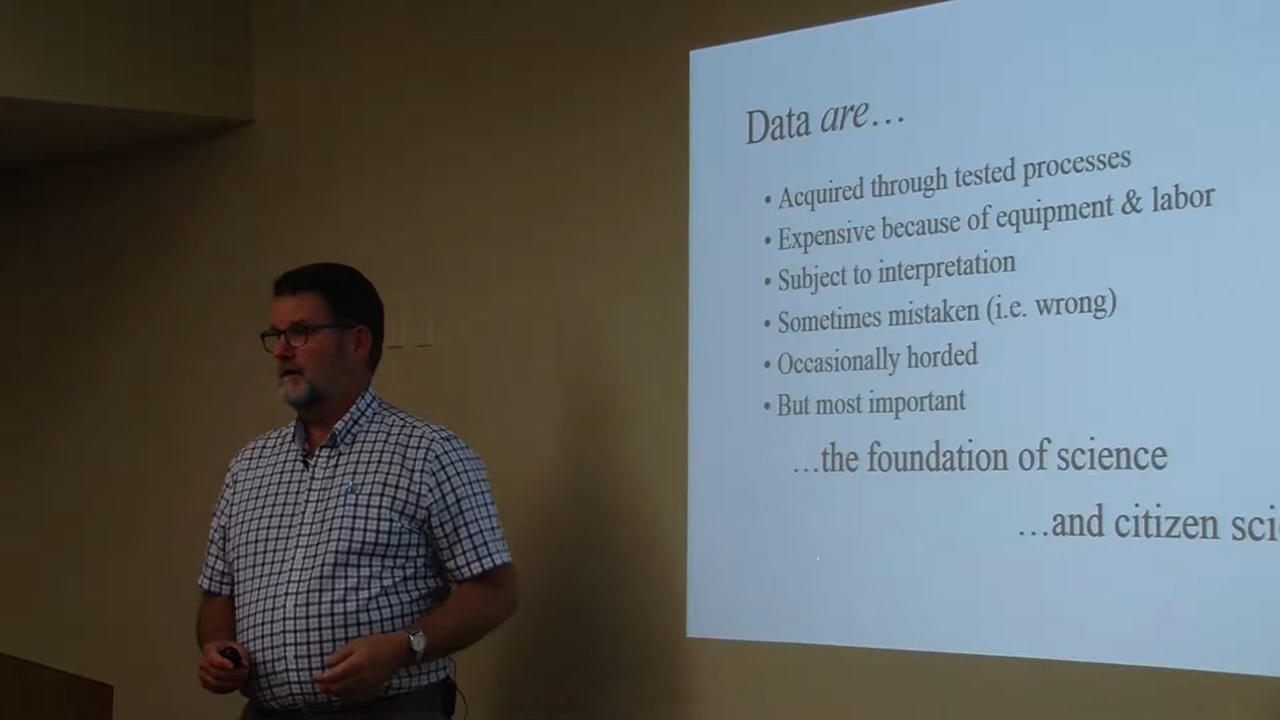 Data are…
• Acquired through tested processes
• Expensive because of equipment & labor
• Subject to interpretation
• Sometimes mistaken (i.e. wrong)
• Occasionally horded
• But most important
…the foundation of science
…and citizen